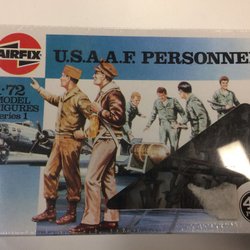 AIRFIX
U.S.A.A.F. PERSONNEL
1-72
MODEL
FIGURES
Series 1